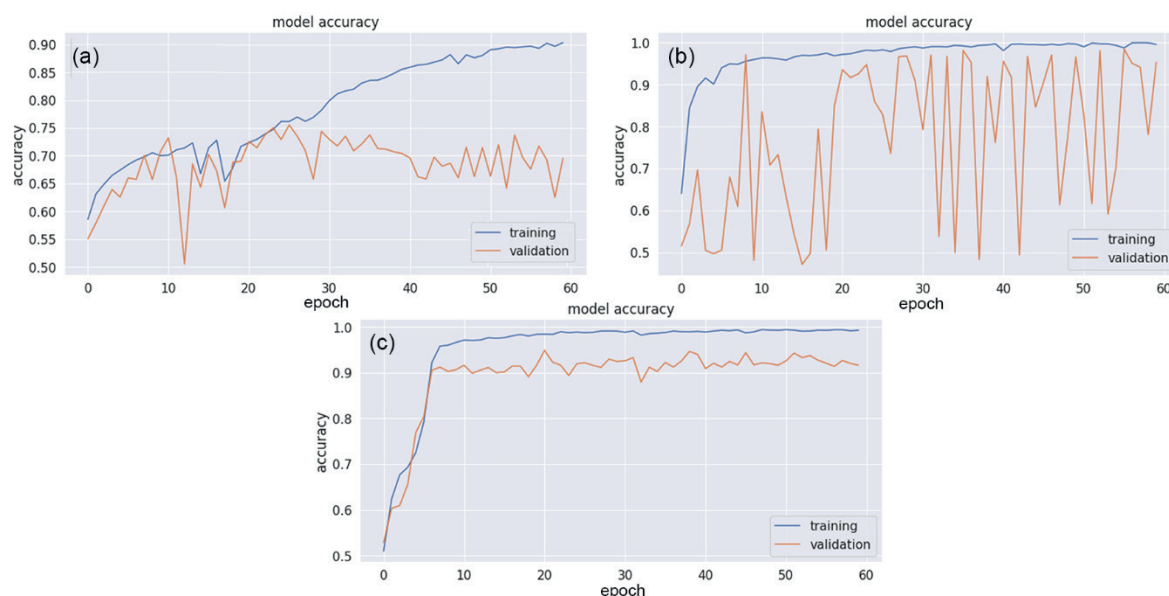 model accuracy
(a)
accuracy
0.90
0.85
0.80
0.75
0.70
0.65
0.60
0.55
0.50
training
validation
0 10 20 30 40 50 60
epoch
model accuracy
(b)
accuracy
1.0
0.9
0.8
0.7
0.6
0.5
training
validation
0 10 20 30 40 50 60
epoch
model accuracy
(c)
accuracy
1.0
0.9
0.8
0.7
0.6
0.5
training
validation
0 10 20 30 40 50 60
epoch